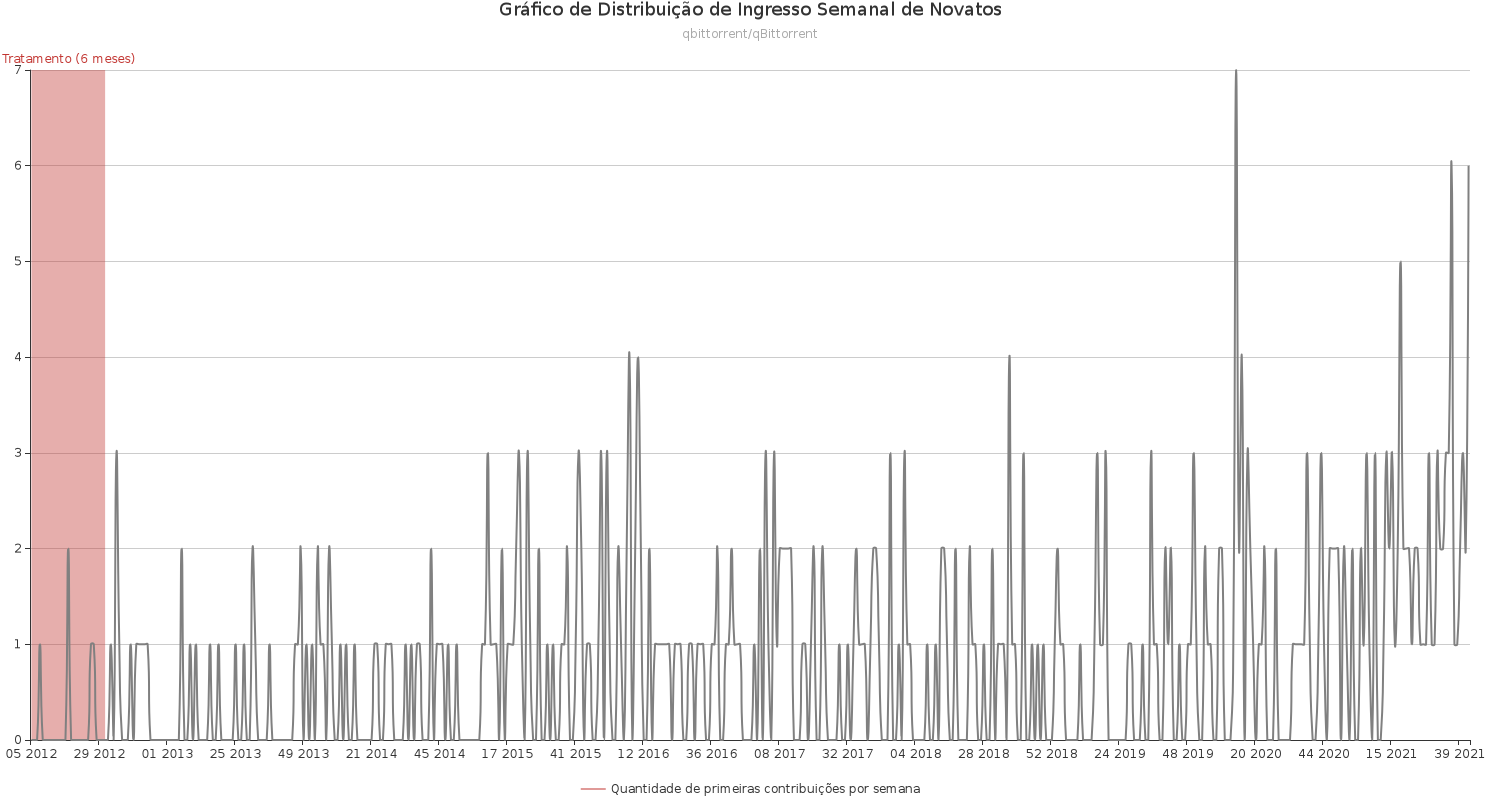 Gráfico de Distribuição de Ingresso Semanal de Novatos
qbittorrent/qBittorrent
Tratamento (6 meses)
7
6
5
4
3
2
1
0
05 2012 29 2012 01 2013 25 2013 49 2013 21 2014 45 2014 17 2015 41 2015 12 2016 36 2016 08 2017 32 2017 04 2018 28 2018 52 2018 24 2019 48 2019 20 2020 44 2020 15 2021 39 2021
Quantidade de primeiras contribuições por semana